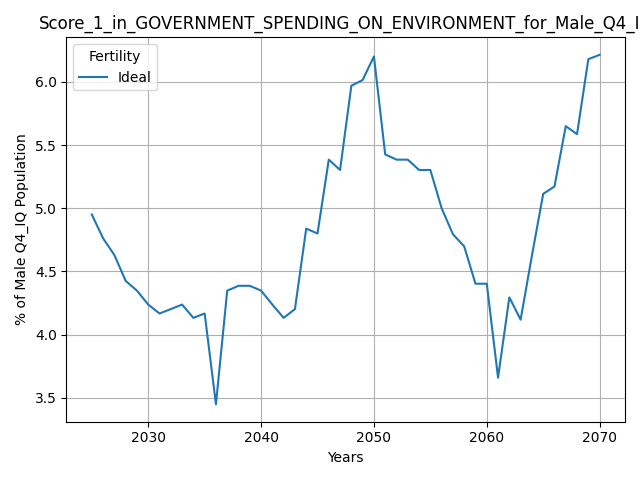 Score_1_in_GOVERNMENT_SPENDING_ON_ENVIRONMENT_for_Male_Q4_I
Fertility
Ideal
% of Male Q4_IQ Population
6.0
5.5
5.0
4.5
4.0
3.5
2030 2040 2050 2060 2070
Years